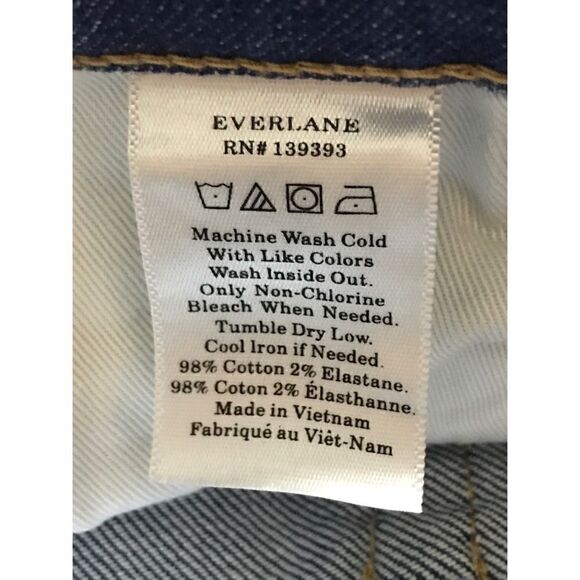 EVERLANE
RN# 139393
Machine Wash Cold
With Like Colors
Wash Inside Out.
Only Non-Chlorine
Bleach When Needed.
Tumble Dry Low.
Cool Iron if Needed.
98% Cotton 2% Elastane.
98% Coton 2% Élasthanne.
Made in Vietnam
Fabriqué au Viêt-Nam